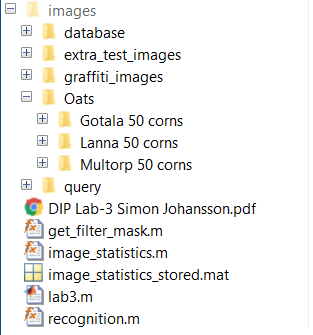 images
database
extra_test_images
graffiti_images
Oats
Gotala 50 corns
Lanna 50 corns
Multorp 50 corns
query
DIP Lab-3 Simon Johansson.pdf
get_filter_mask.m
image_statistics.m
image_statistics_stored.mat
lab3.m
recognition.m